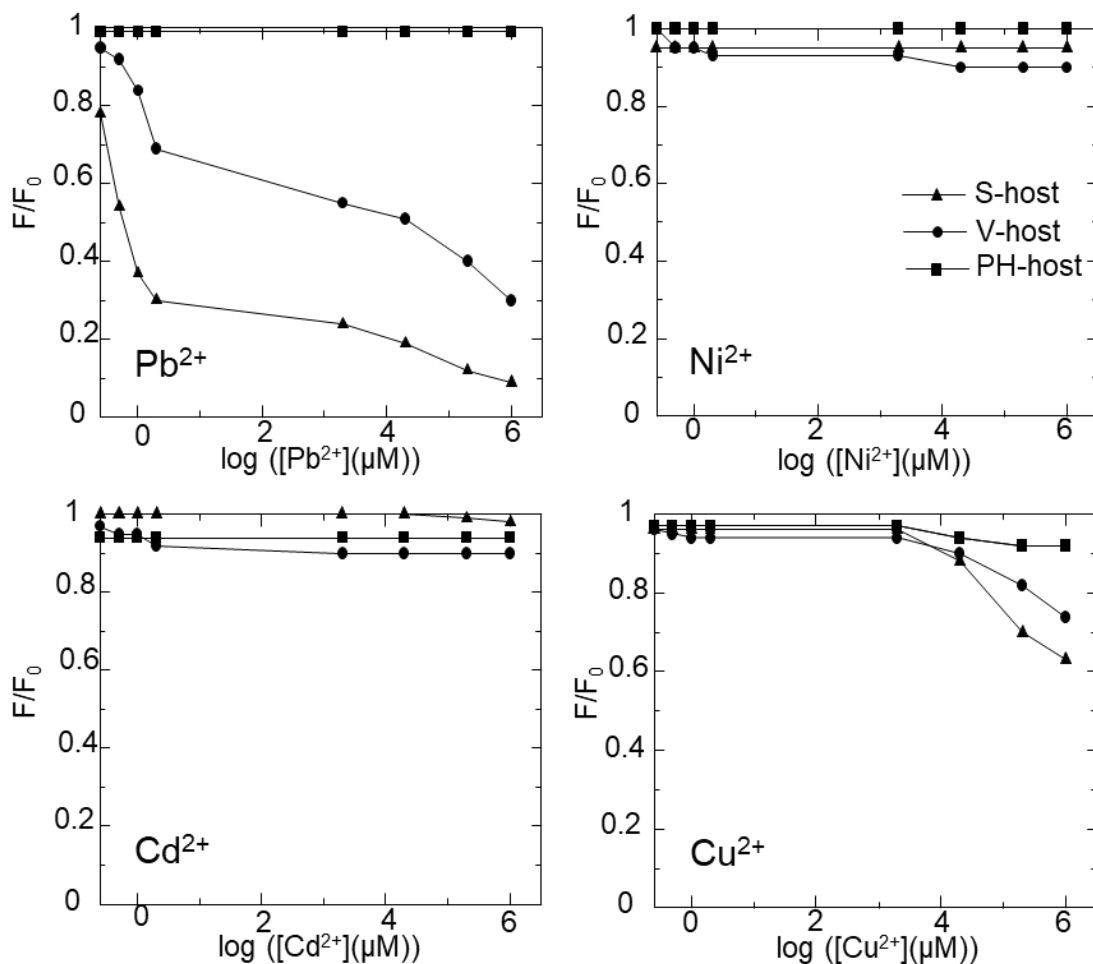 1
0.8
0.6
0.4
0.2
0
F/F₀
Pb²⁺
0 2 4 6
log ([Pb²⁺](µM))
1
0.8
0.6
0.4
0.2
0
F/F₀
S-host
V-host
PH-host
Ni²⁺
0 2 4 6
log ([Ni²⁺](µM))
1
0.8
0.6
0.4
0.2
0
F/F₀
Cd²⁺
0 2 4 6
log ([Cd²⁺](µM))
1
0.8
0.6
0.4
0.2
0
F/F₀
Cu²⁺
0 2 4 6
log ([Cu²⁺](µM))